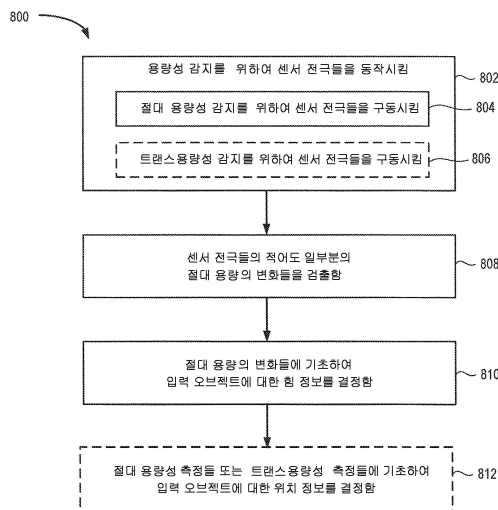 800
용량성 감지를 위하여 센서 전극들을 동작시킴
802
절대 용량성 감지를 위하여 센서 전극들을 구동시킴
804
트랜스용량성 감지를 위하여 센서 전극들을 구동시킴
806
센서 전극들의 적어도 일부분의
절대 용량의 변화들을 검출함
808
절대 용량의 변화들에 기초하여
입력 오브젝트에 대한 힘 정보를 결정함
810
절대 용량성 측정들 또는 트랜스용량성 측정들에 기초하여
입력 오브젝트에 대한 위치 정보를 결정함
812